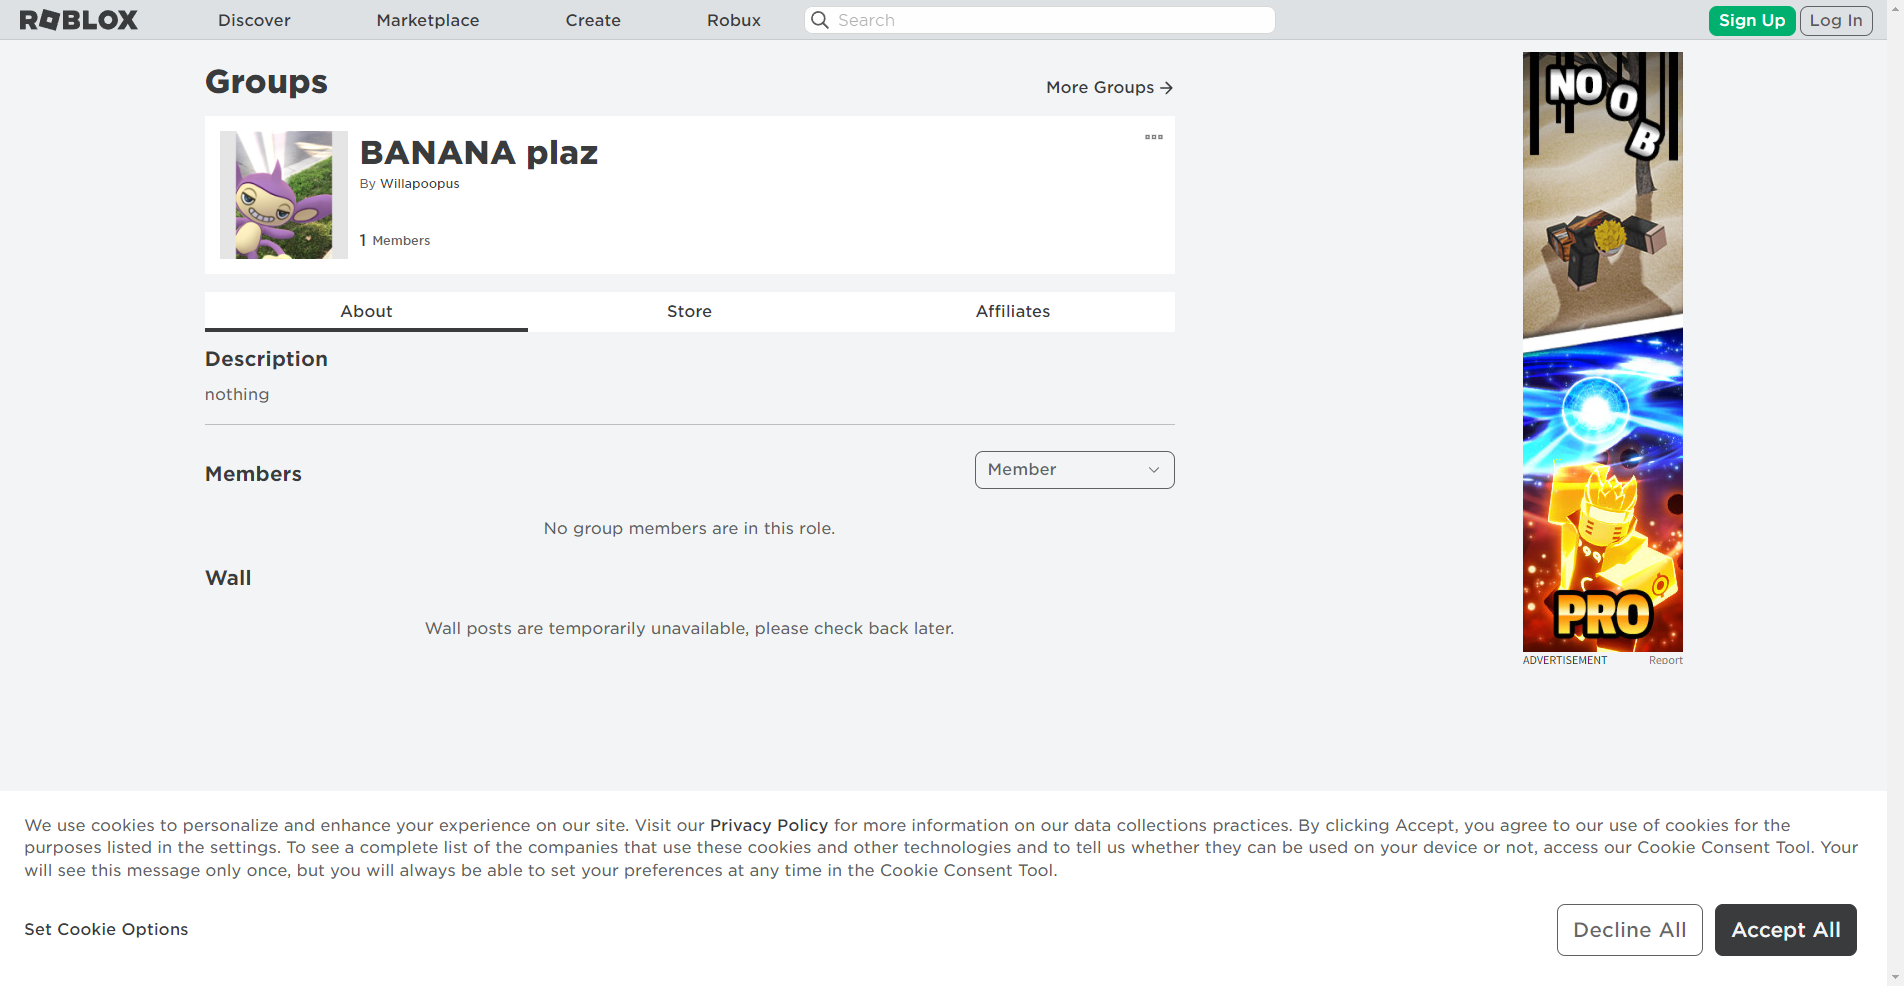 ROBLOX
Discover
Marketplace
Create
Robux
Search
Sign Up
Log In
Groups
More Groups
BANANA plaz
By Willapoopus
1 Members
About
Store
Affiliates
Description
nothing
Members
Member
No group members are in this role.
Wall
Wall posts are temporarily unavailable, please check back later.
NOOB
PRO
ADVERTISEMENT
Report
We use cookies to personalize and enhance your experience on our site. Visit our Privacy Policy for more information on our data collections practices. By clicking Accept, you agree to our use of cookies for the
purposes listed in the settings. To see a complete list of the companies that use these cookies and other technologies and to tell us whether they can be used on your device or not, access our Cookie Consent Tool. Your
will see this message only once, but you will always be able to set your preferences at any time in the Cookie Consent Tool.
Set Cookie Options
Decline All
Accept All